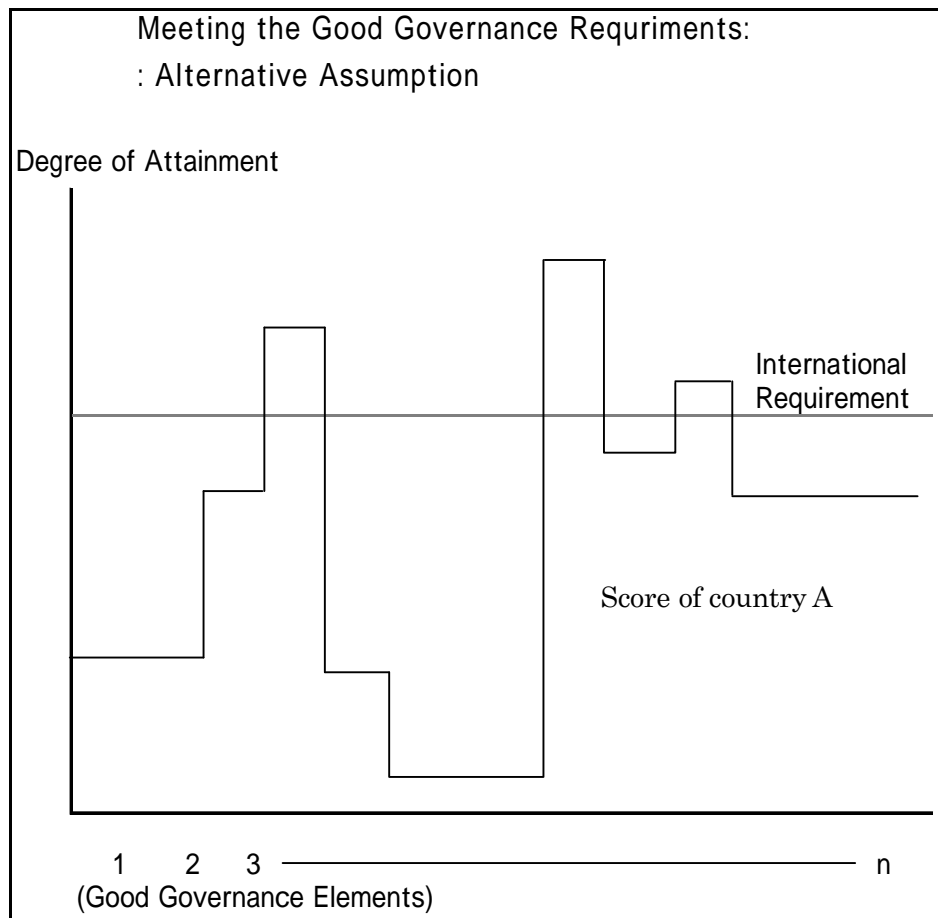 Meeting the Good Governance Requriments:
: Alternative Assumption
Degree of Attainment
International
Requirement
Score of country A
1 2 3 n
(Good Governance Elements)